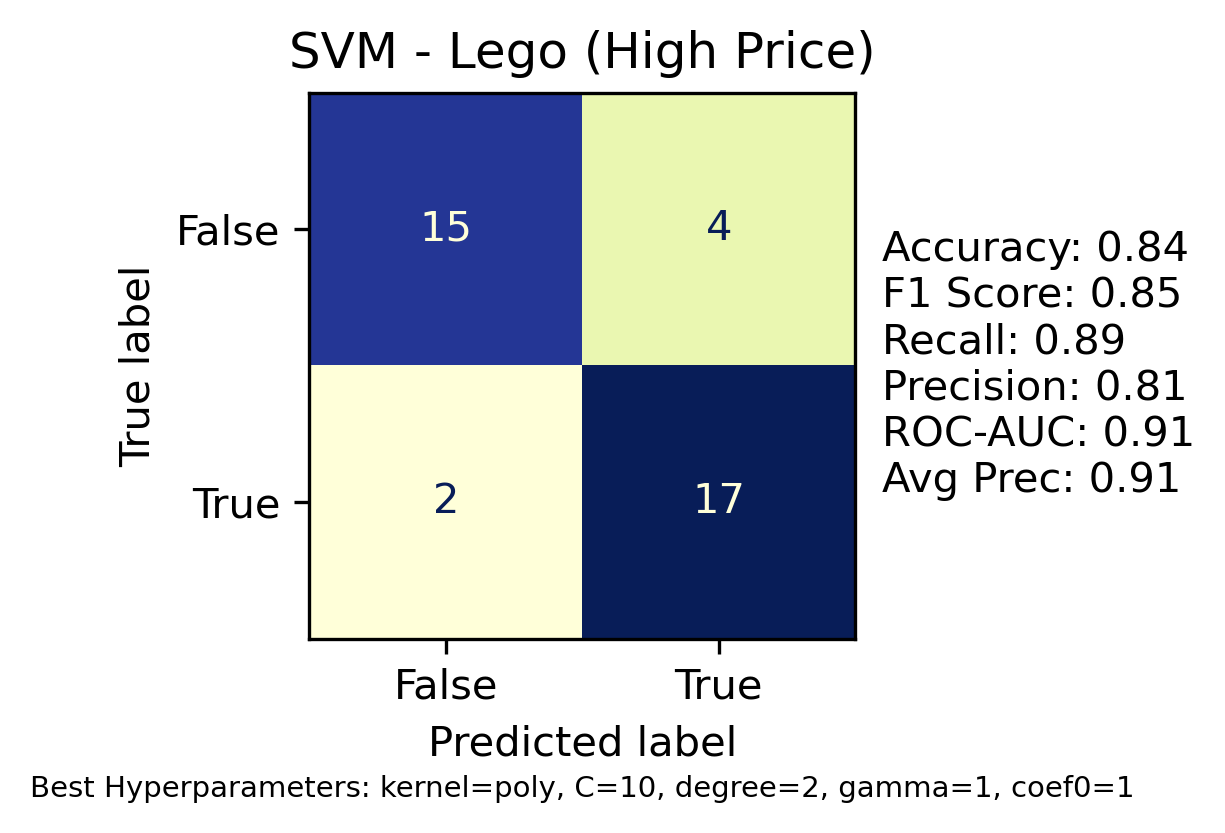 SVM - Lego (High Price)
True label
False
15
4
True
2
17
False
True
Predicted label
Accuracy: 0.84
F1 Score: 0.85
Recall: 0.89
Precision: 0.81
ROC-AUC: 0.91
Avg Prec: 0.91
Best Hyperparameters: kernel=poly, C=10, degree=2, gamma=1, coef0=1